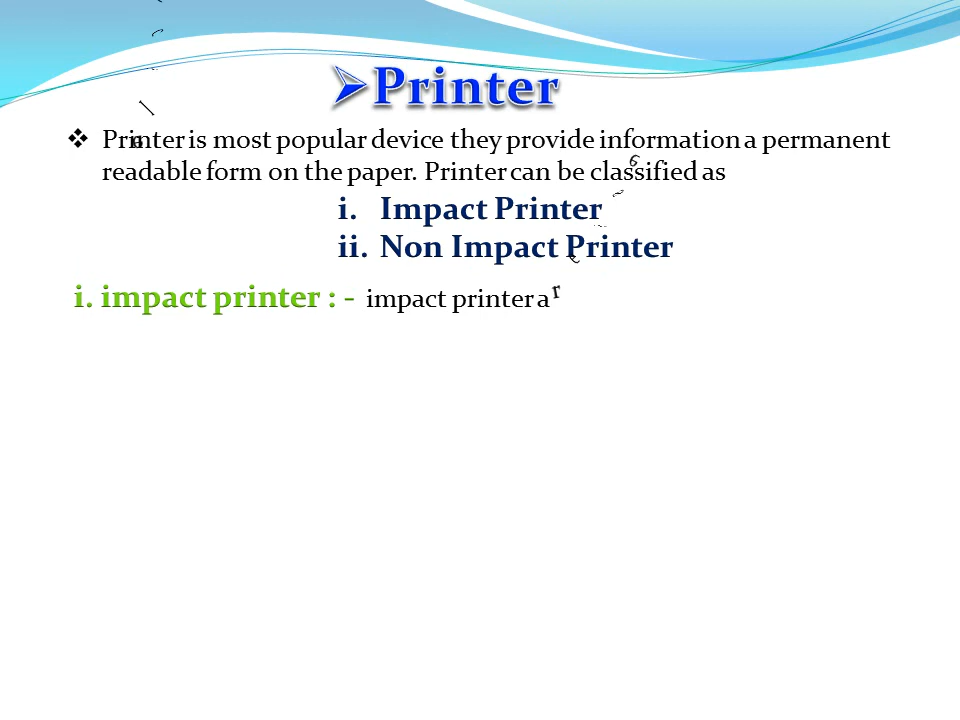 Printer
Printer is most popular device they provide information a permanent
readable form on the paper. Printer can be classified as
i. Impact Printer
ii. Non Impact Printer
i. impact printer : - impact printer ar